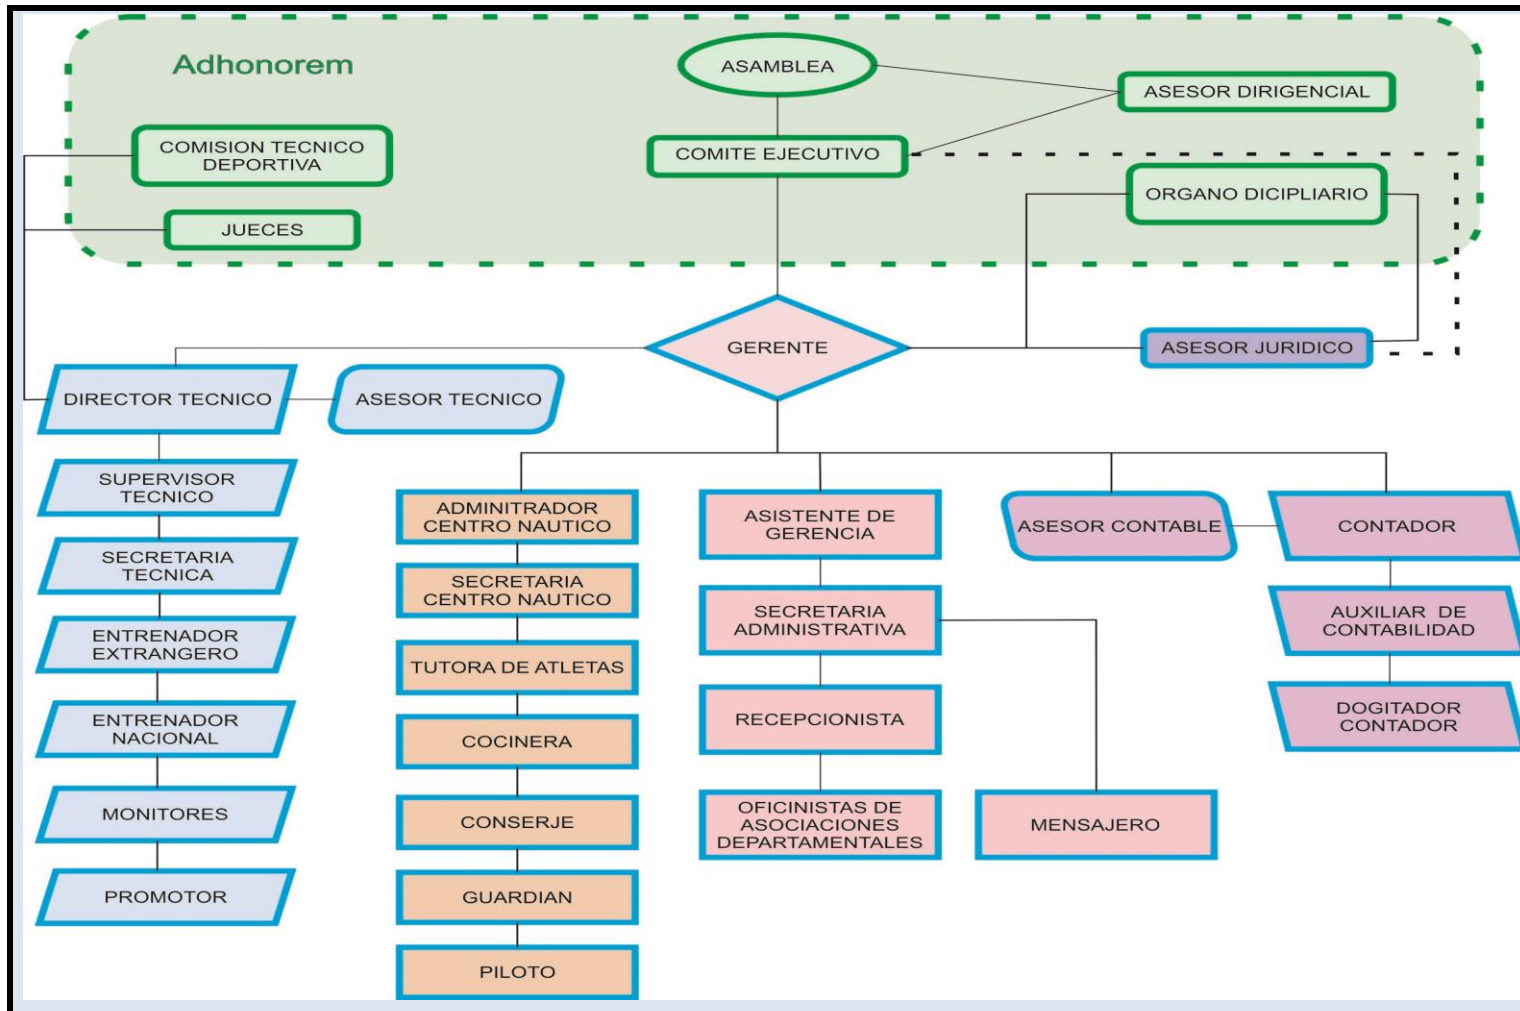 Adhonorem
ASAMBLEA
ASESOR DIRIGENCIAL
COMISION TECNICO
DEPORTIVA
COMITE EJECUTIVO
ORGANO DICIPLIARIO
JUECES
GERENTE
ASESOR JURIDICO
DIRECTOR TECNICO
ASESOR TECNICO
SUPERVISOR
TECNICO
SECRETARIA
TECNICA
ENTRENADOR
EXTRANGERO
ENTRENADOR
NACIONAL
MONITORES
PROMOTOR
ADMINITRADOR
CENTRO NAUTICO
SECRETARIA
CENTRO NAUTICO
TUTORA DE ATLETAS
COCINERA
CONSERJE
GUARDIAN
PILOTO
ASISTENTE DE
GERENCIA
SECRETARIA
ADMINISTRATIVA
RECEPCIONISTA
OFICINISTAS DE
ASOCIACIONES
DEPARTAMENTALES
MENSAJERO
ASESOR CONTABLE
CONTADOR
AUXILIAR DE
CONTABILIDAD
DOGITADOR
CONTADOR